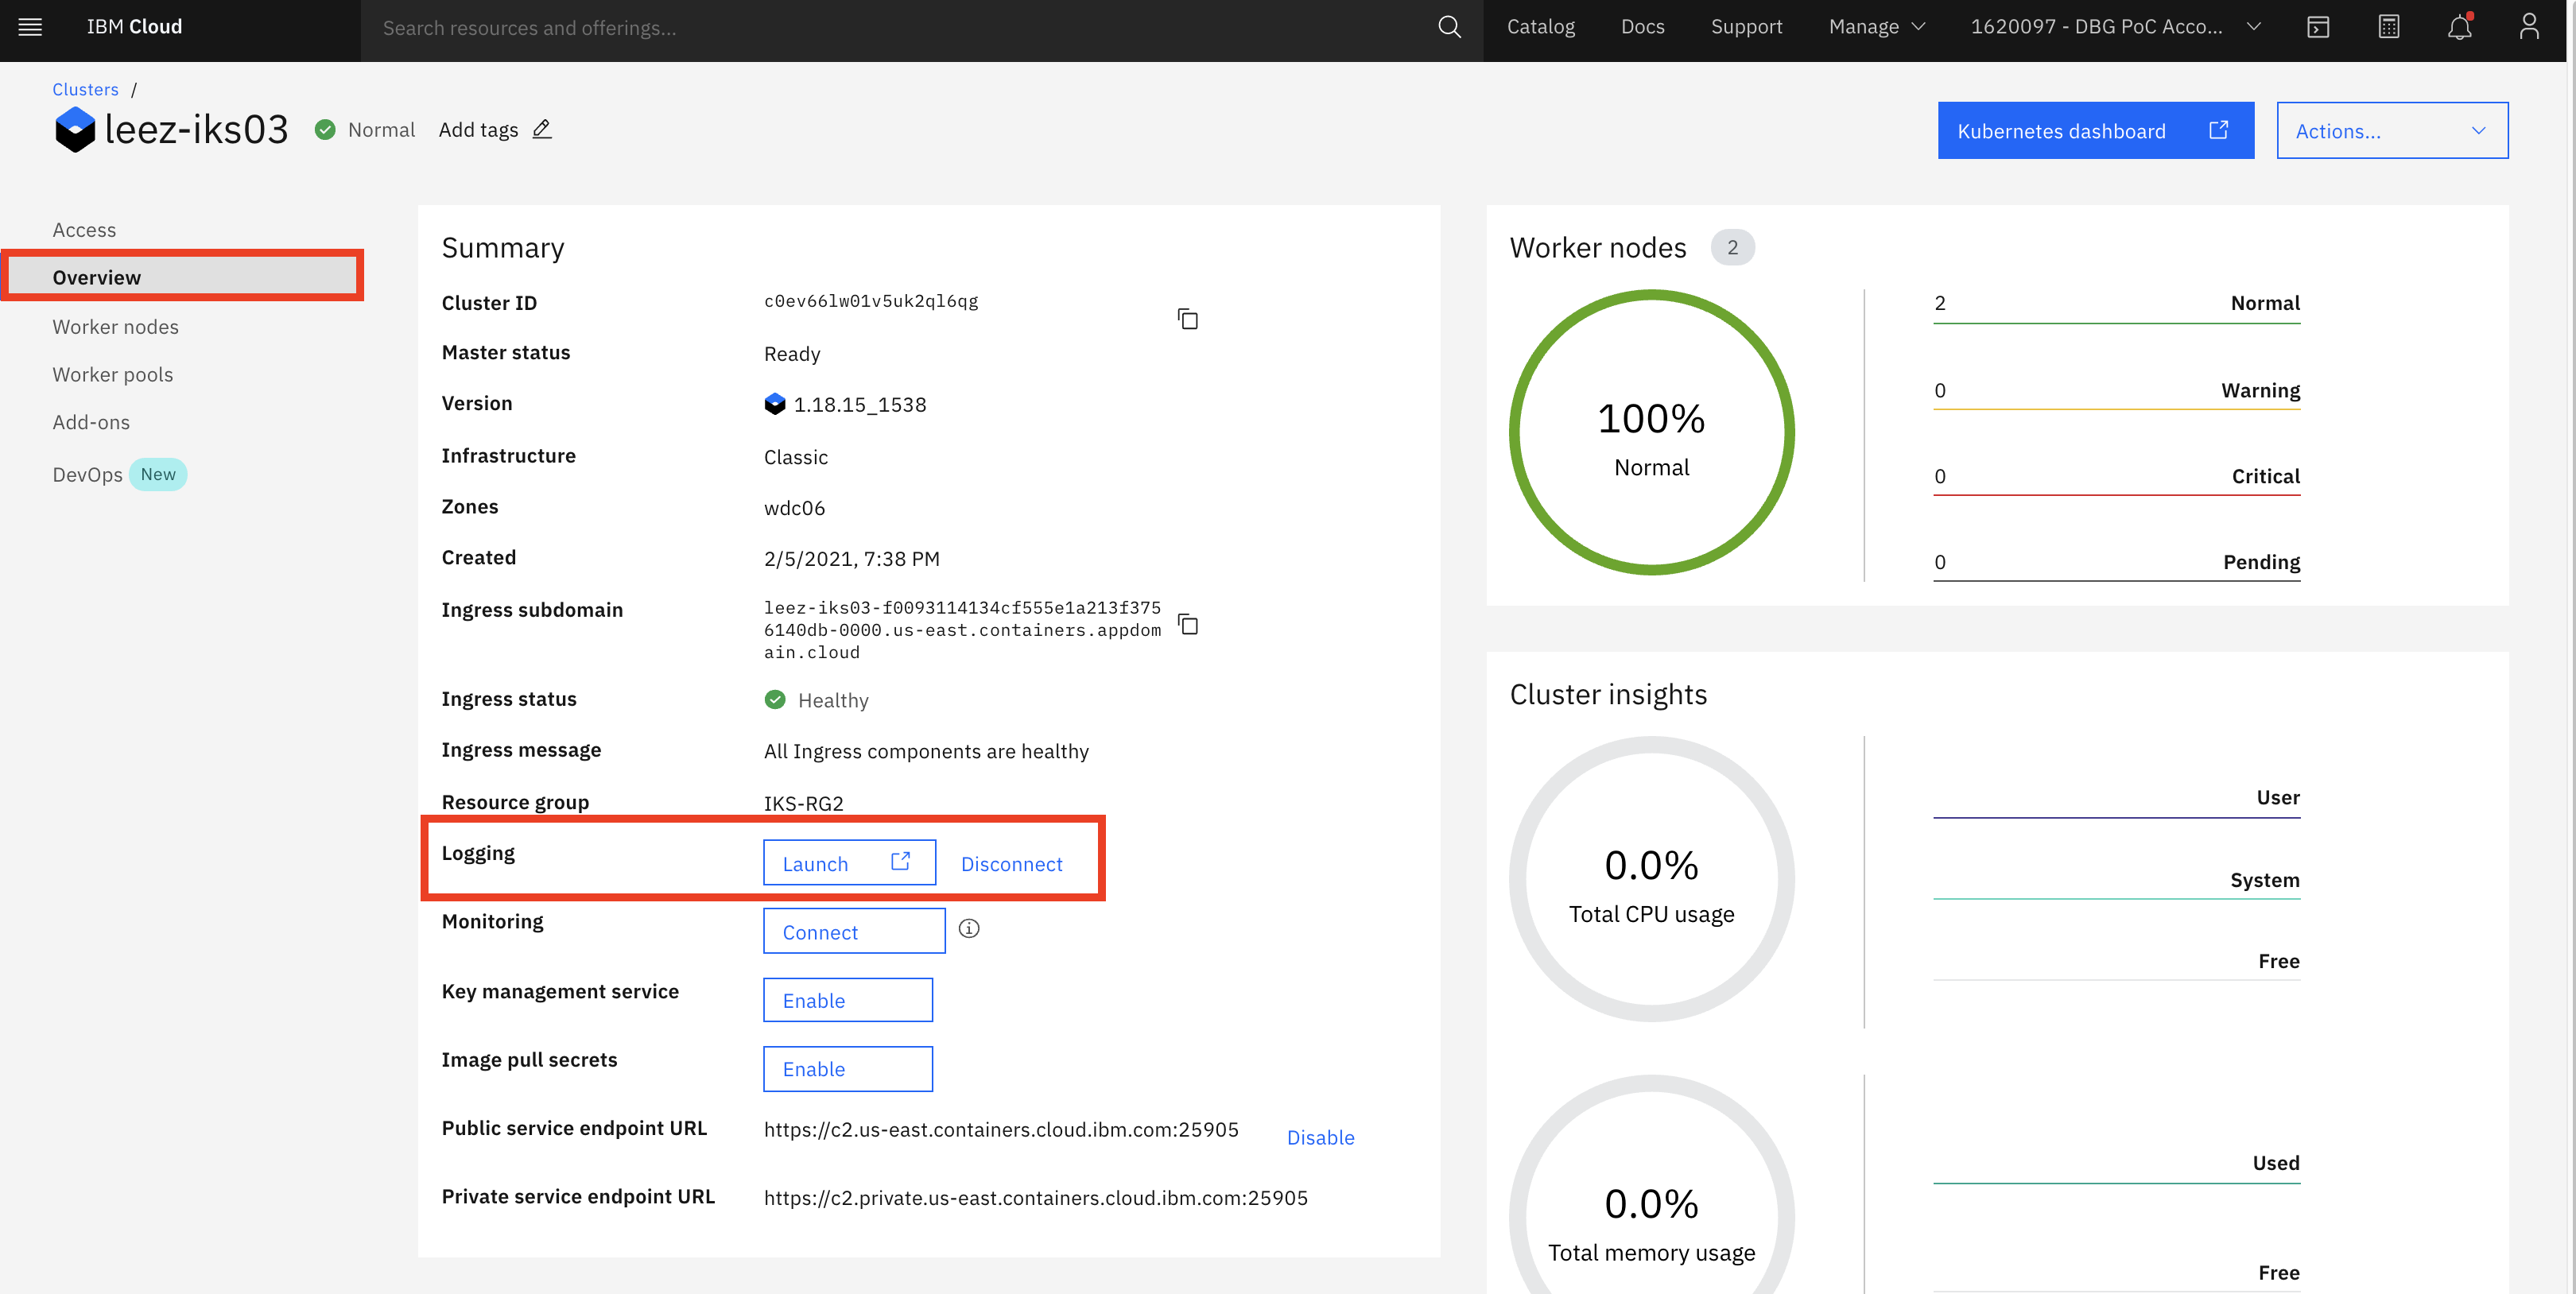 IBM Cloud
Search resources and offerings...
Catalog
Docs
Support
Manage
1620097 - DBG PoC Acco...
Clusters /
leez-iks03
Normal
Add tags
Kubernetes dashboard
Actions...
Access
Overview
Worker nodes
Worker pools
Add-ons
DevOps New
Summary
Cluster ID c0ev66lw01v5uk2ql6qg
Master status Ready
Version 1.18.15_1538
Infrastructure Classic
Zones wdc06
Created 2/5/2021, 7:38 PM
Ingress subdomain leez-iks03-f0093114134cf555e1a213f375
6140db-0000.us-east.containers.appdom
ain.cloud
Ingress status Healthy
Ingress message All Ingress components are healthy
Resource group IKS-RG2
Logging Launch Disconnect
Monitoring Connect
Key management service Enable
Image pull secrets Enable
Public service endpoint URL https://c2.us-east.containers.cloud.ibm.com:25905 Disable
Private service endpoint URL https://c2.private.us-east.containers.cloud.ibm.com:25905
Worker nodes 2
100%
Normal
2 Normal
0 Warning
0 Critical
0 Pending
Cluster insights
0.0%
Total CPU usage
User
System
Free
0.0%
Total memory usage
Used
Free